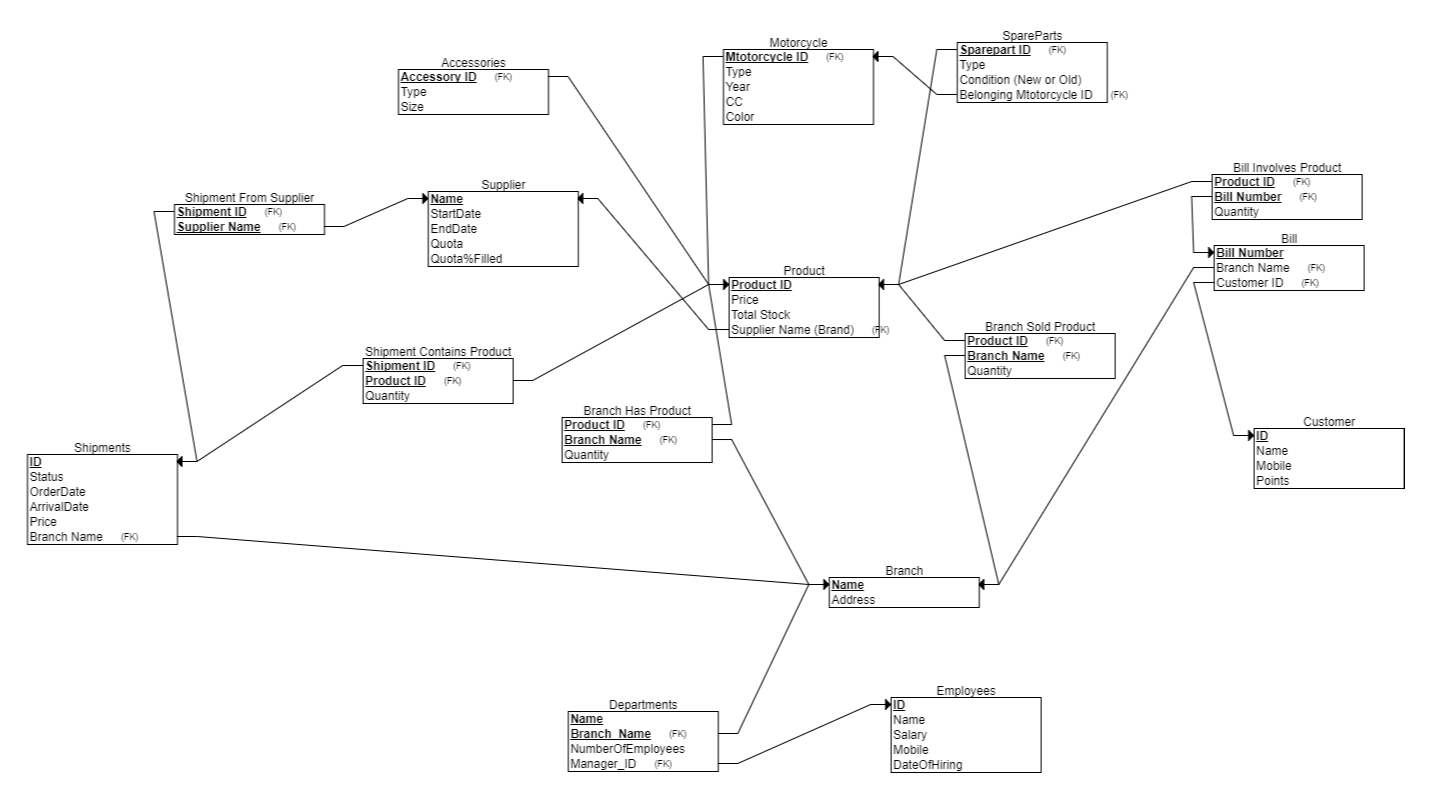 Accessories
Accessory ID (FK)
Type
Size
Motorcycle
Mtotorcycle ID (FK)
Type
Year
CC
Color
SpareParts
Sparepart ID (FK)
Type
Condition (New or Old)
Belonging Mtotorcycle ID (FK)
Shipment From Supplier
Shipment ID (FK)
Supplier Name (FK)
Supplier
Name
StartDate
EndDate
Quota
Quota%Filled
Bill Involves Product
Product ID (FK)
Bill Number (FK)
Quantity
Bill
Bill Number
Branch Name (FK)
Customer ID (FK)
Product
Product ID
Price
Total Stock
Supplier Name (Brand) (FK)
Branch Sold Product
Product ID (FK)
Branch Name (FK)
Quantity
Shipment Contains Product
Shipment ID (FK)
Product ID (FK)
Quantity
Branch Has Product
Product ID (FK)
Branch Name (FK)
Quantity
Customer
ID
Name
Mobile
Points
Shipments
ID
Status
OrderDate
ArrivalDate
Price
Branch Name (FK)
Branch
Name
Address
Departments
Name
Branch_Name (FK)
NumberOfEmployees
Manager_ID (FK)
Employees
ID
Name
Salary
Mobile
DateOfHiring